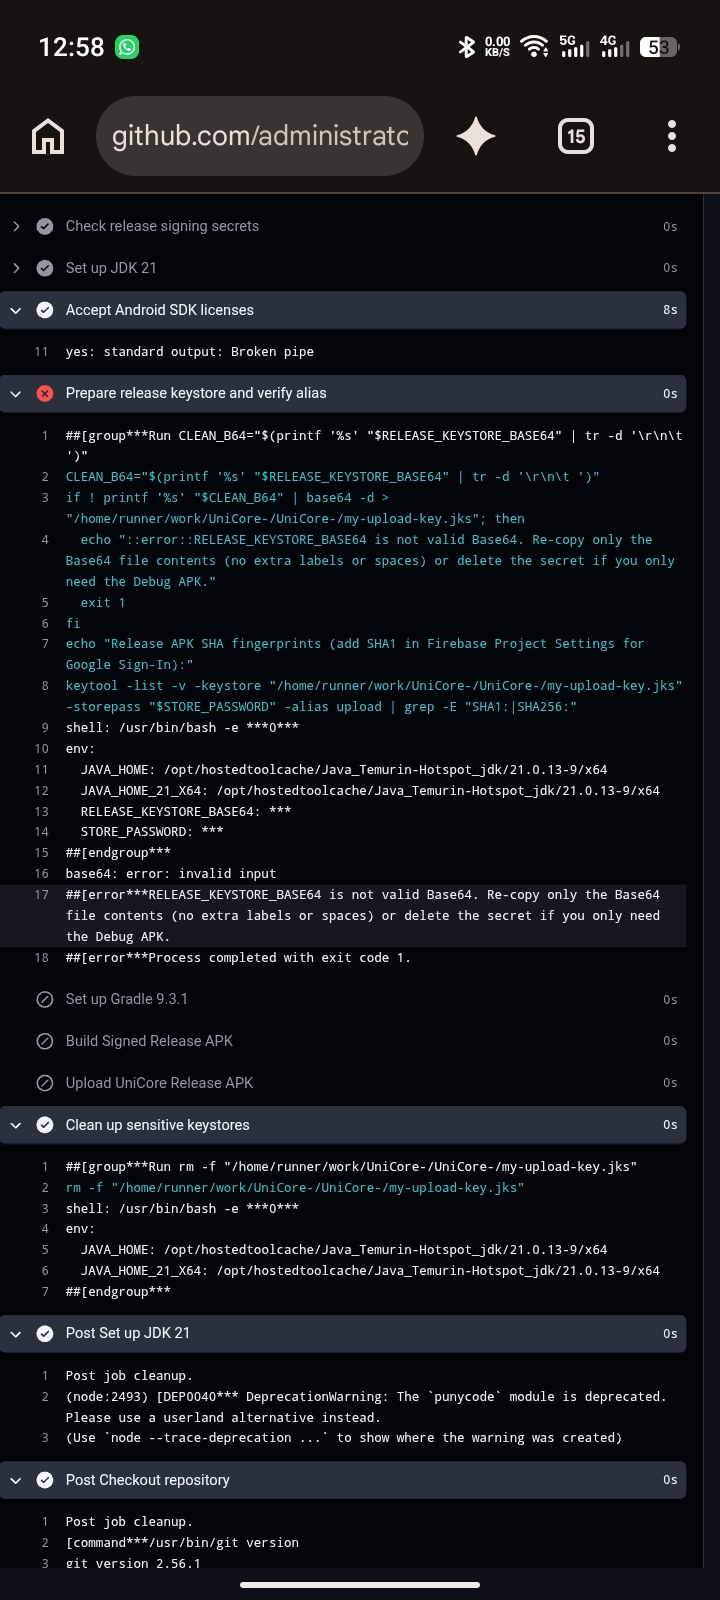 12:58
0.00
KB/S
5G
4G
53
github.com/administratc
15
Check release signing secrets 0s
Set up JDK 21 0s
Accept Android SDK licenses 8s
11 yes: standard output: Broken pipe
Prepare release keystore and verify alias 0s
1 ##[group***Run CLEAN_B64="$(printf '%s' "$RELEASE_KEYSTORE_BASE64" | tr -d '\r\n\t
')"
2 CLEAN_B64="$(printf '%s' "$RELEASE_KEYSTORE_BASE64" | tr -d '\r\n\t ')"
3 if ! printf '%s' "$CLEAN_B64" | base64 -d >
"/home/runner/work/UniCore-/UniCore-/my-upload-key.jks"; then
4 echo "::error::RELEASE_KEYSTORE_BASE64 is not valid Base64. Re-copy only the
Base64 file contents (no extra labels or spaces) or delete the secret if you only
need the Debug APK."
5 exit 1
6 fi
7 echo "Release APK SHA fingerprints (add SHA1 in Firebase Project Settings for
Google Sign-In):"
8 keytool -list -v -keystore "/home/runner/work/UniCore-/UniCore-/my-upload-key.jks"
-storepass "$STORE_PASSWORD" -alias upload | grep -E "SHA1:|SHA256:"
9 shell: /usr/bin/bash -e ***0***
10 env:
11 JAVA_HOME: /opt/hostedtoolcache/Java_Temurin-Hotspot_jdk/21.0.13-9/x64
12 JAVA_HOME_21_X64: /opt/hostedtoolcache/Java_Temurin-Hotspot_jdk/21.0.13-9/x64
13 RELEASE_KEYSTORE_BASE64: ***
14 STORE_PASSWORD: ***
15 ##[endgroup***
16 base64: error: invalid input
17 ##[error***RELEASE_KEYSTORE_BASE64 is not valid Base64. Re-copy only the Base64
file contents (no extra labels or spaces) or delete the secret if you only need
the Debug APK.
18 ##[error***Process completed with exit code 1.
Set up Gradle 9.3.1 0s
Build Signed Release APK 0s
Upload UniCore Release APK 0s
Clean up sensitive keystores 0s
1 ##[group***Run rm -f "/home/runner/work/UniCore-/UniCore-/my-upload-key.jks"
2 rm -f "/home/runner/work/UniCore-/UniCore-/my-upload-key.jks"
3 shell: /usr/bin/bash -e ***0***
4 env:
5 JAVA_HOME: /opt/hostedtoolcache/Java_Temurin-Hotspot_jdk/21.0.13-9/x64
6 JAVA_HOME_21_X64: /opt/hostedtoolcache/Java_Temurin-Hotspot_jdk/21.0.13-9/x64
7 ##[endgroup***
Post Set up JDK 21 0s
1 Post job cleanup.
2 (node:2493) [DEP0040*** DeprecationWarning: The `punycode` module is deprecated.
Please use a userland alternative instead.
3 (Use `node --trace-deprecation ...` to show where the warning was created)
Post Checkout repository 0s
1 Post job cleanup.
2 [command***/usr/bin/git version
3 git version 2.56.1